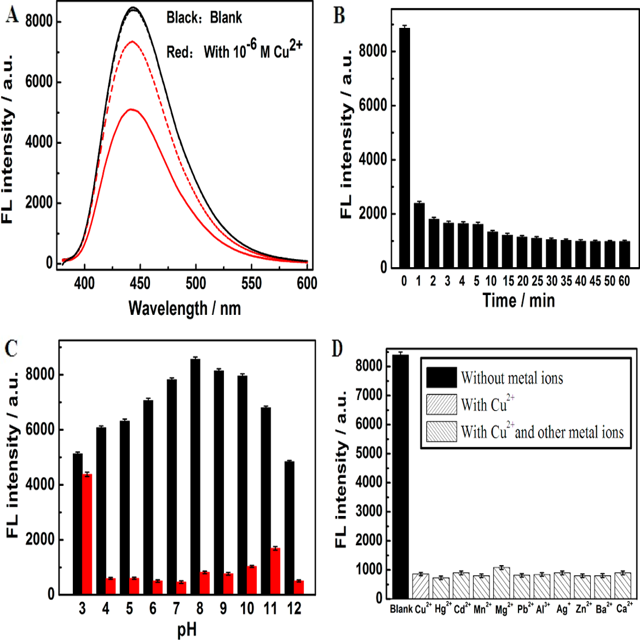 A
Black: Blank
Red: With 10⁻⁶ M Cu²⁺
FL intensity / a.u.
8000
6000
4000
2000
0
400 450 500 550 600
Wavelength / nm
B
FL intensity / a.u.
8000
6000
4000
2000
0
0 1 2 3 4 5 10 15 20 25 30 35 40 45 50 60
Time / min
C
FL intensity / a.u.
8000
6000
4000
2000
0
3 4 5 6 7 8 9 10 11 12
pH
D
Without metal ions
With Cu²⁺
With Cu²⁺ and other metal ions
FL intensity / a.u.
8000
7000
6000
5000
4000
3000
2000
1000
0
Blank Cu²⁺ Hg²⁺ Cd²⁺ Mn²⁺ Mg²⁺ Pb²⁺ Al³⁺ Ag⁺ Zn²⁺ Ba²⁺ Ca²⁺